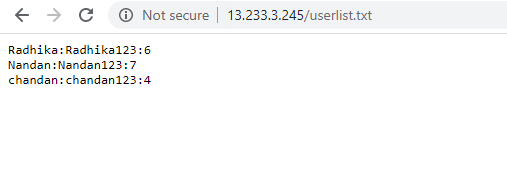 Not secure | 13.233.3.245/userlist.txt
Radhika:Radhika123:6
Nandan:Nandan123:7
chandan:chandan123:4